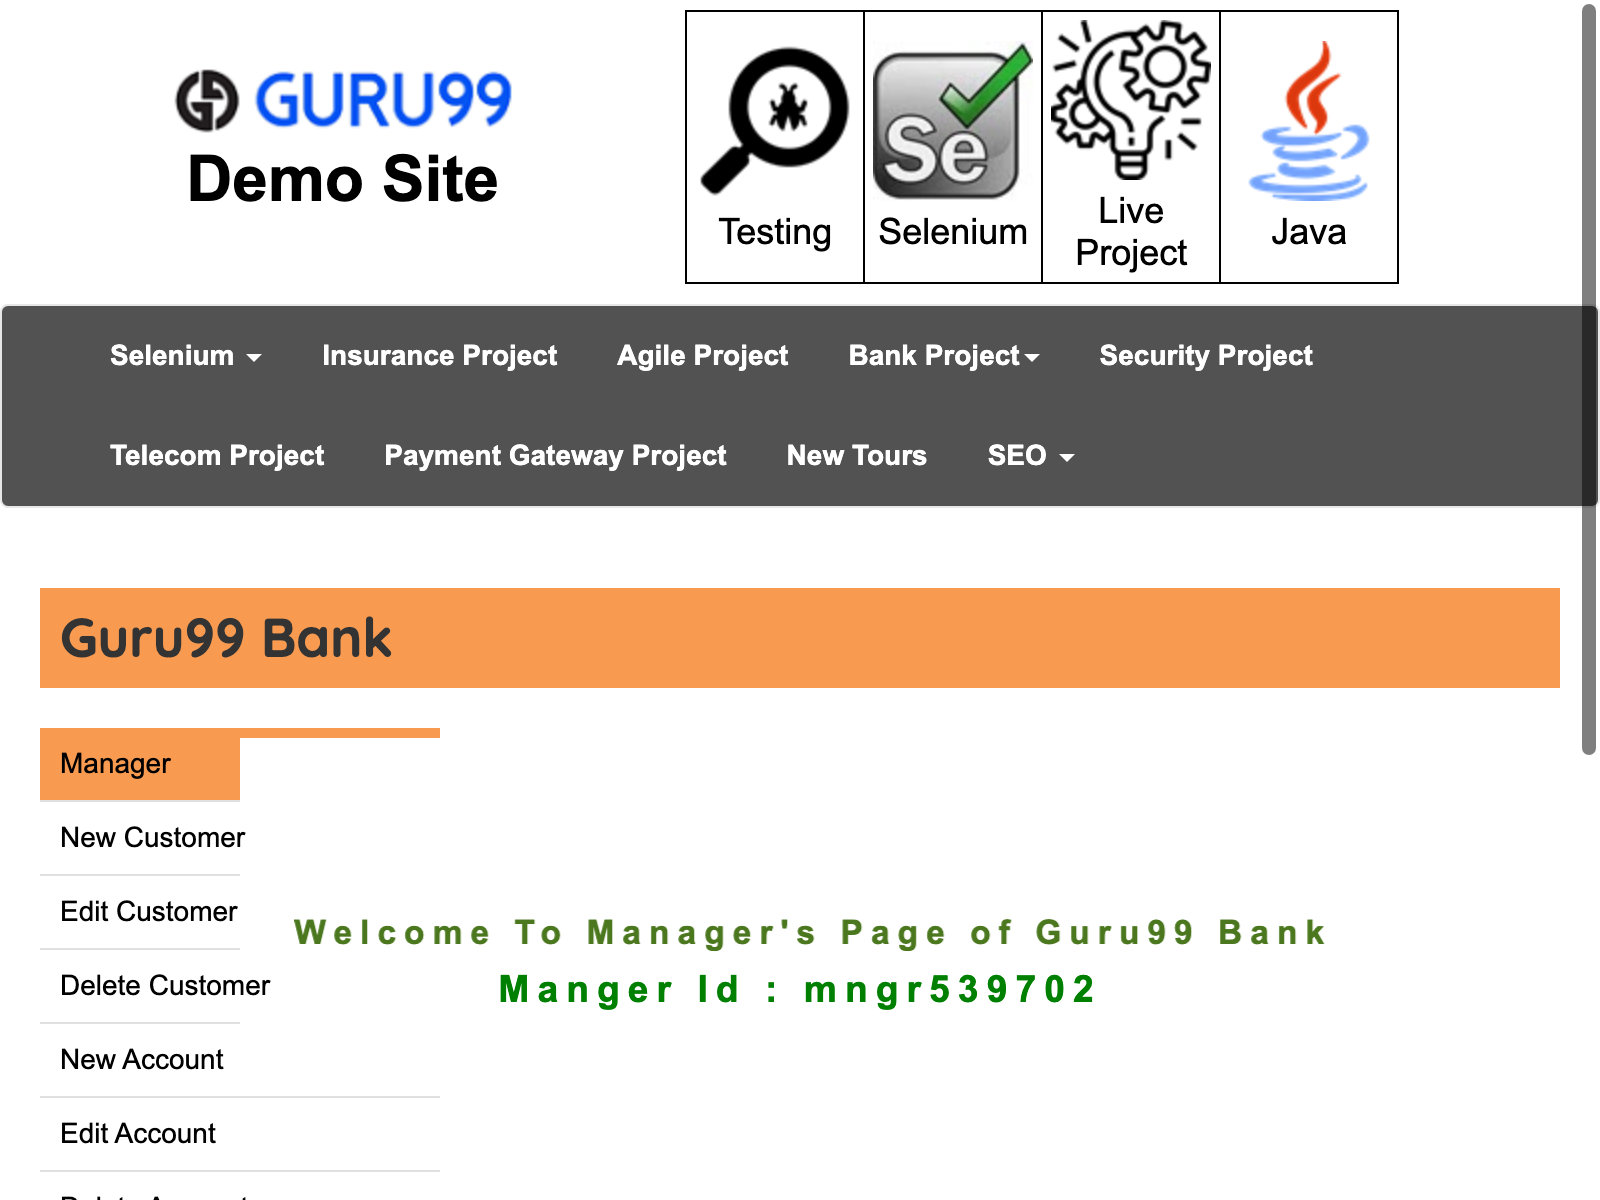 GURU99
Demo Site
Testing
Se
Selenium
Live
Project
Java
Selenium
Insurance Project
Agile Project
Bank Project
Security Project
Telecom Project
Payment Gateway Project
New Tours
SEO
Guru99 Bank
Manager
New Customer
Edit Customer
Welcome To Manager's Page of Guru99 Bank
Delete Customer
Manger Id : mngr539702
New Account
Edit Account